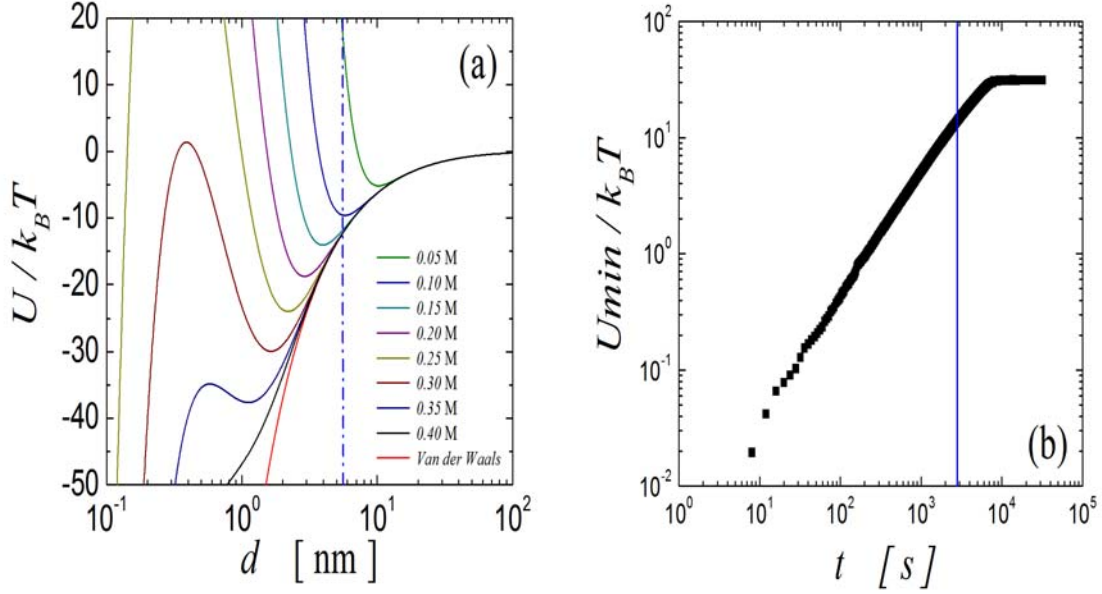 (a)
U / k_B T
20
10
0
-10
-20
-30
-40
-50
0.05 M
0.10 M
0.15 M
0.20 M
0.25 M
0.30 M
0.35 M
0.40 M
Van der Waals
10^-1
10^0
10^1
10^2
d [ nm ]
(b)
Umin / k_B T
10^2
10^1
10^0
10^-1
10^-2
10^0
10^1
10^2
10^3
10^4
10^5
t [ s ]